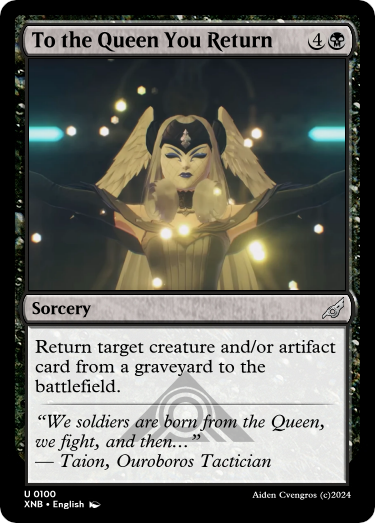 To the Queen You Return
4
Sorcery
Return target creature and/or artifact
card from a graveyard to the
battlefield.
“We soldiers are born from the Queen,
we fight, and then…”
— Taion, Ouroboros Tactician
U 0100
XNB • English
Aiden Cvengros (c)2024